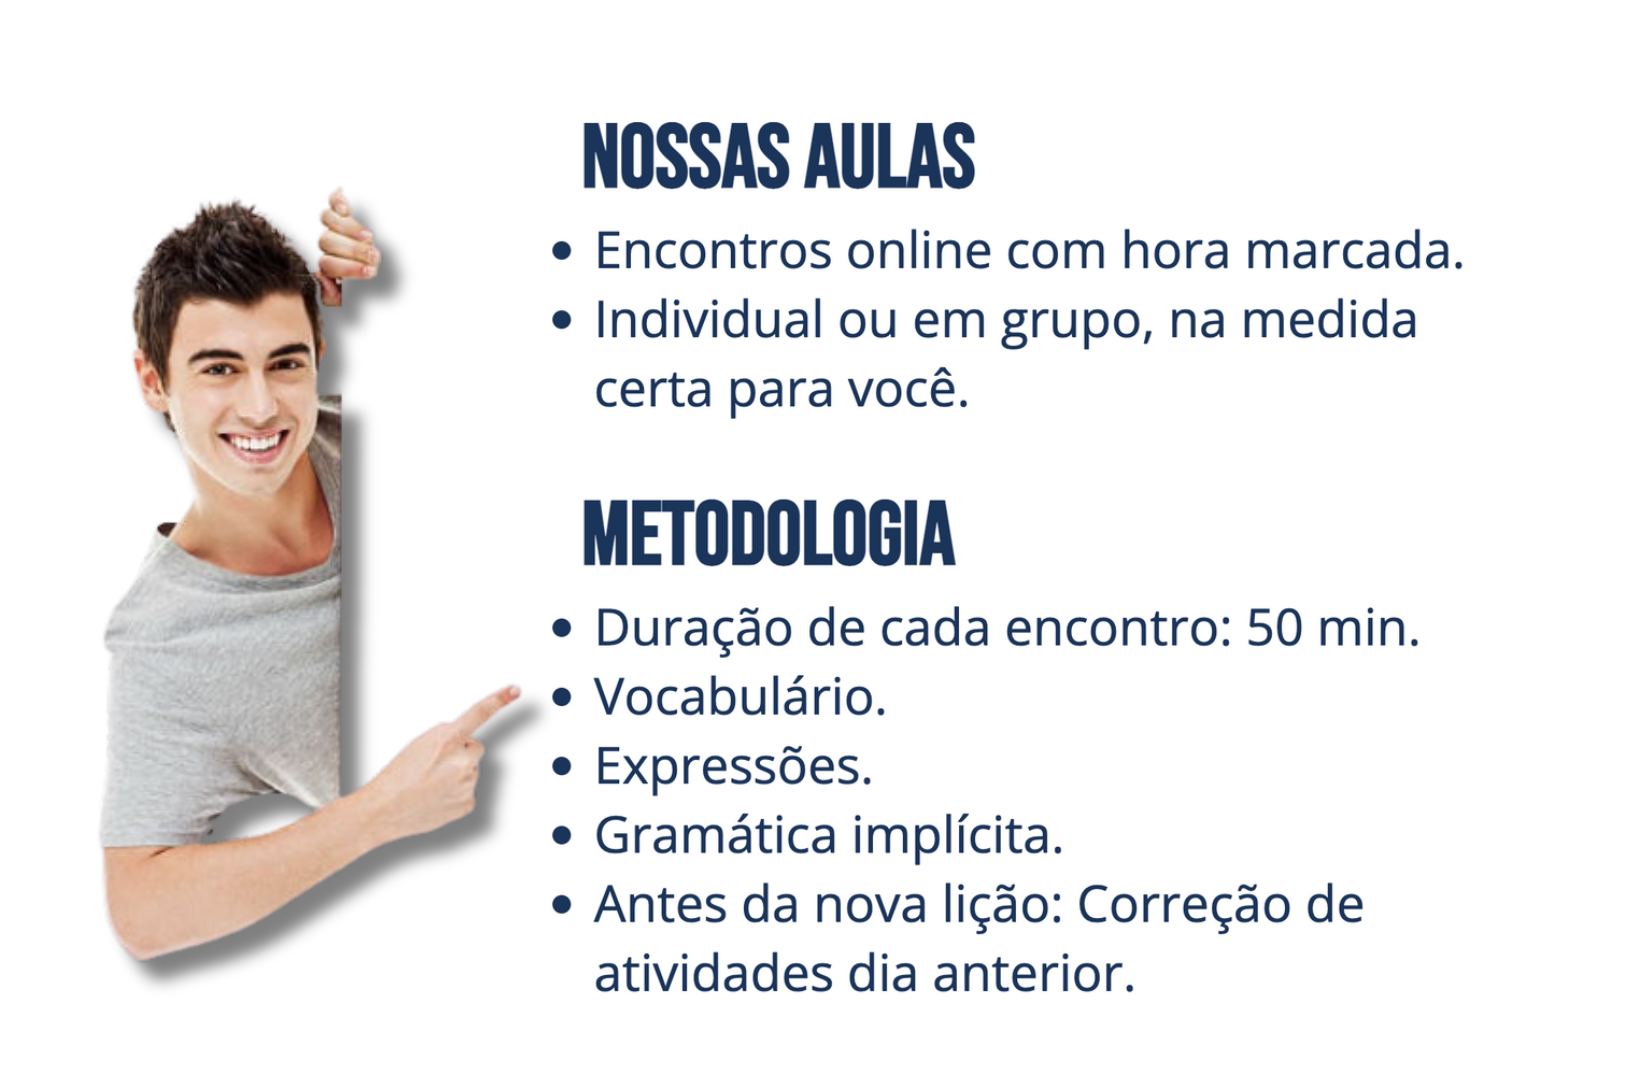 NOSSAS AULAS
• Encontros online com hora marcada.
• Individual ou em grupo, na medida
certa para você.
METODOLOGIA
• Duração de cada encontro: 50 min.
• Vocabulário.
• Expressões.
• Gramática implícita.
• Antes da nova lição: Correção de
atividades dia anterior.